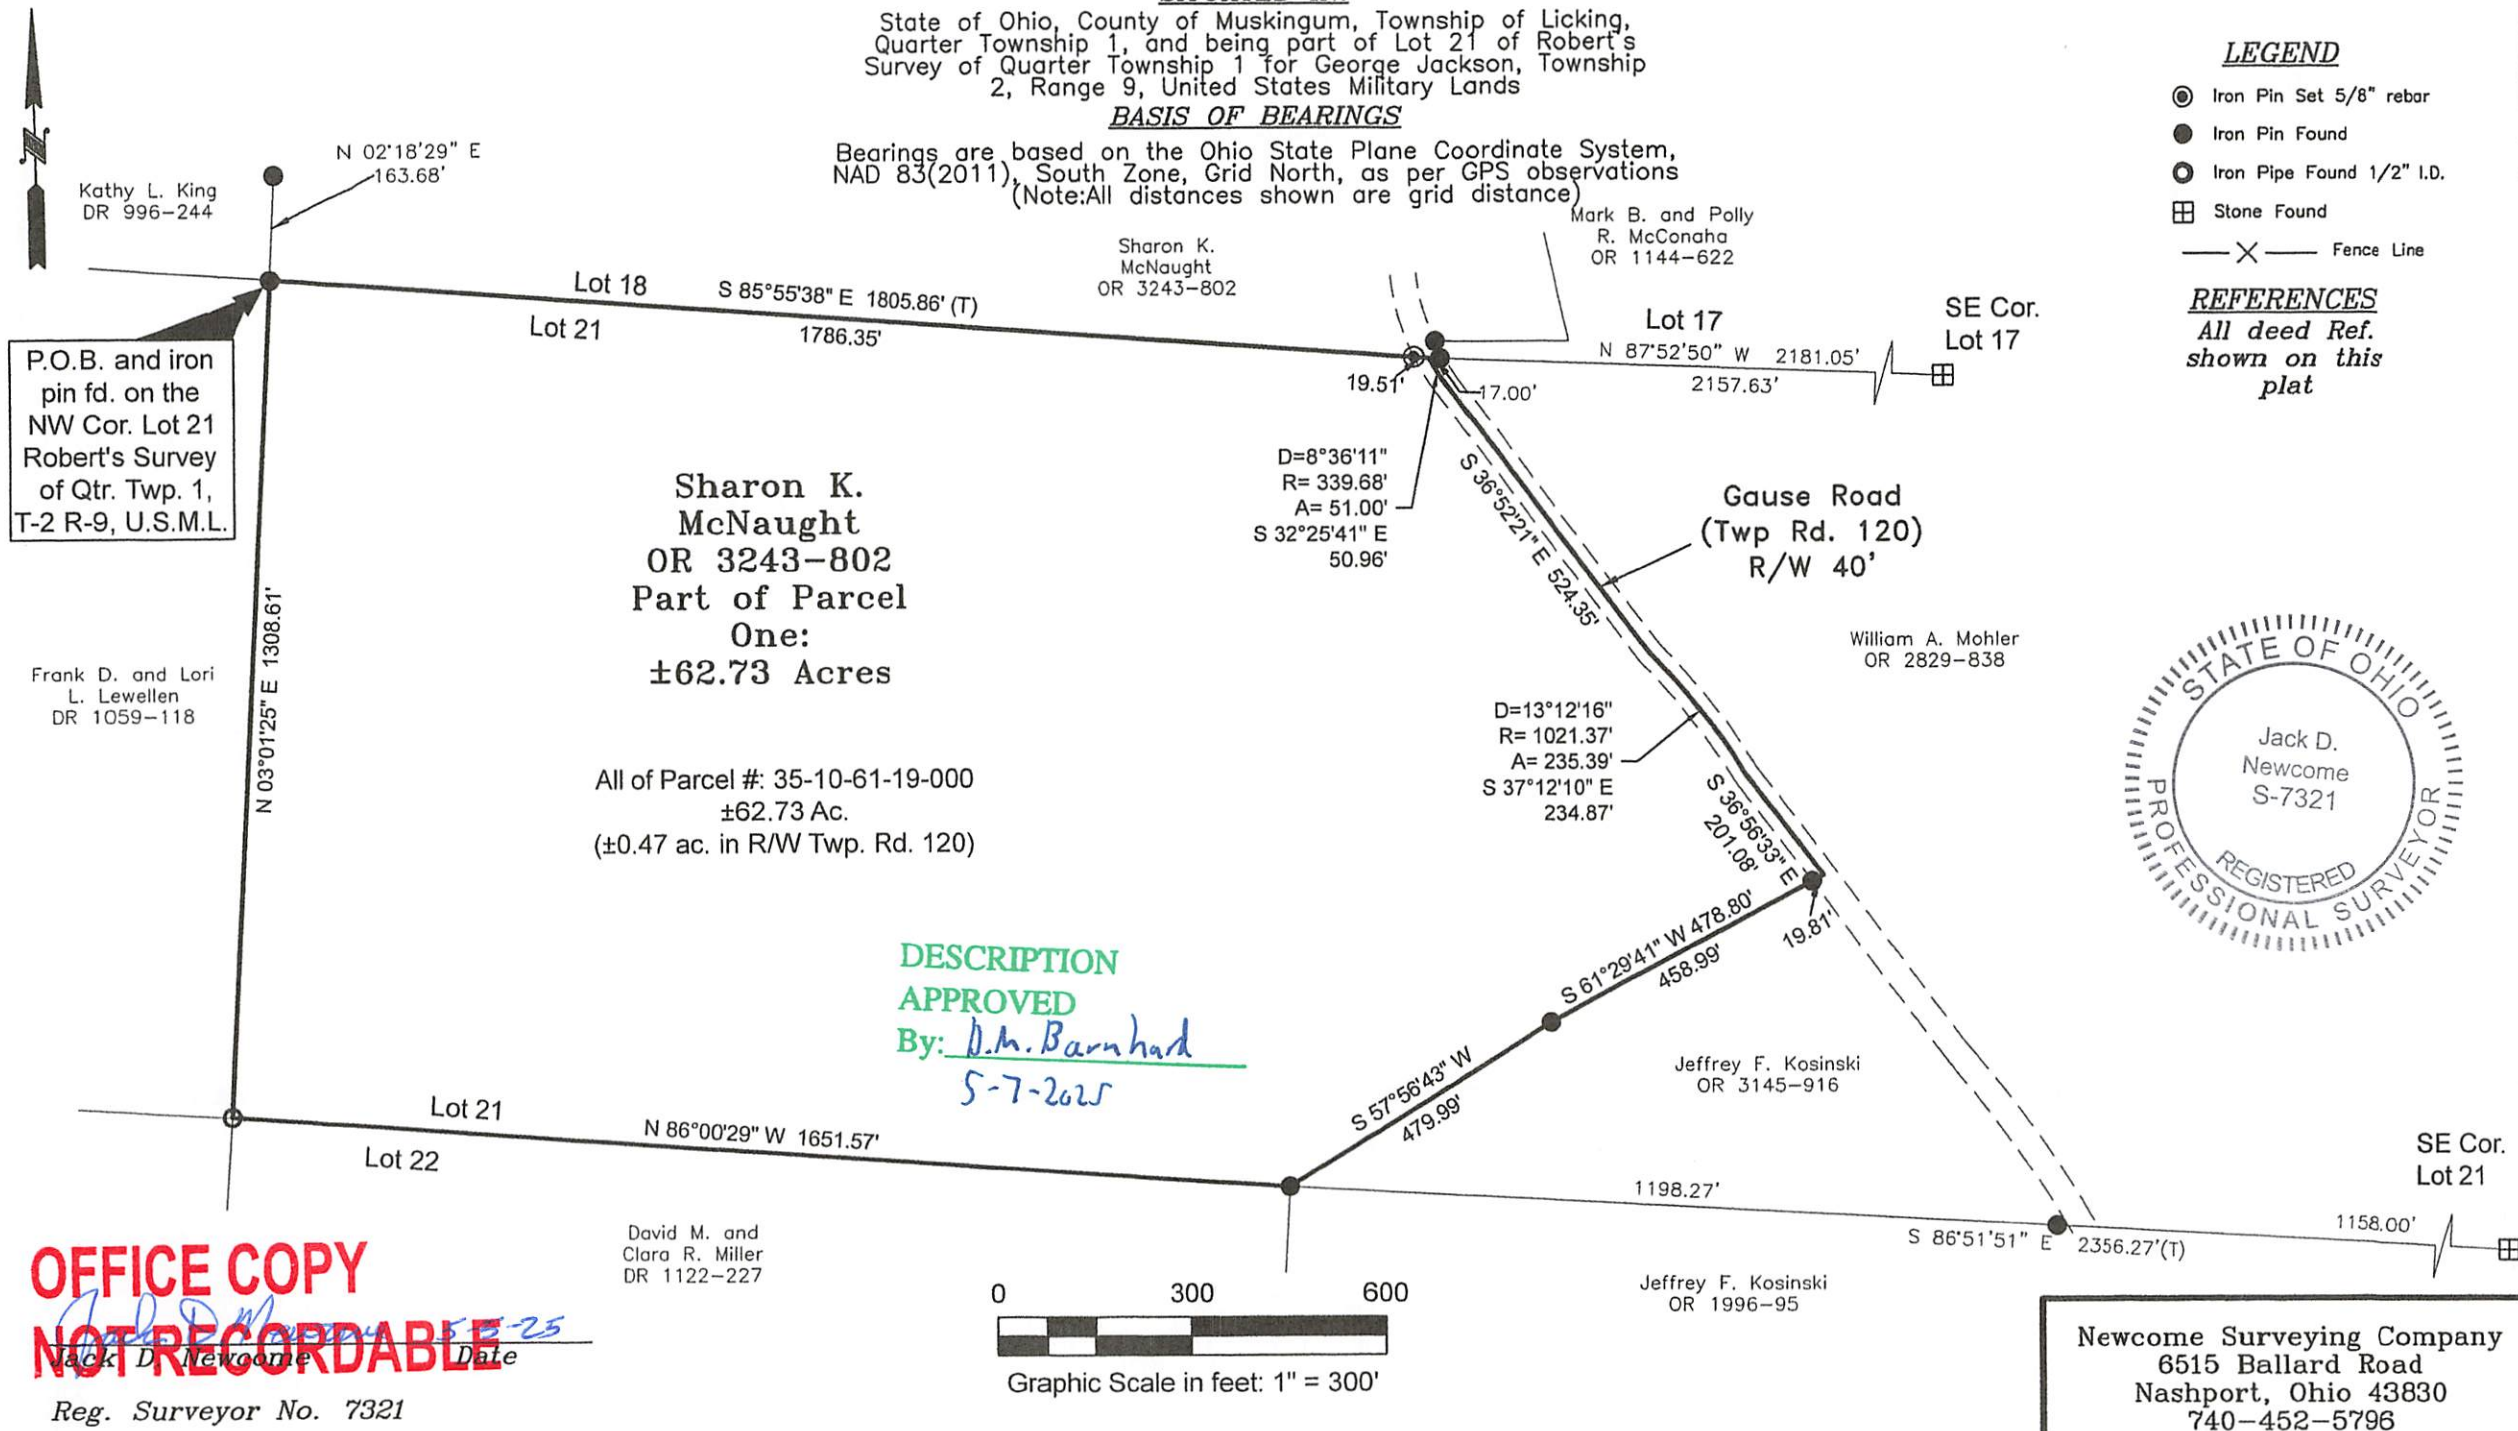 State of Ohio, County of Muskingum, Township of Licking,
Quarter Township 1, and being part of Lot 21 of Robert's
Survey of Quarter Township 1 for George Jackson, Township
2, Range 9, United States Military Lands
BASIS OF BEARINGS
Bearings are based on the Ohio State Plane Coordinate System,
NAD 83(2011), South Zone, Grid North, as per GPS observations
(Note:All distances shown are grid distance)
LEGEND
Iron Pin Set 5/8" rebar
Iron Pin Found
Iron Pipe Found 1/2" I.D.
Stone Found
X Fence Line
REFERENCES
All deed Ref.
shown on this
plat
N
Kathy L. King
DR 996-244
N 02°18'29" E
163.68'
Sharon K.
McNaught
OR 3243-802
Mark B. and Polly
R. McConaha
OR 1144-622
Lot 18
S 85°55'38" E 1805.86' (T)
Lot 21
1786.35'
Lot 17
N 87°52'50" W 2181.05'
2157.63'
SE Cor.
Lot 17
19.51'
17.00'
P.O.B. and iron
pin fd. on the
NW Cor. Lot 21
Robert's Survey
of Qtr. Twp. 1,
T-2 R-9, U.S.M.L.
D=8°36'11"
R= 339.68'
A= 51.00'
S 32°25'41" E
50.96'
S 36°52'21" E 524.35'
Sharon K.
McNaught
OR 3243-802
Part of Parcel
One:
±62.73 Acres
Gause Road
(Twp Rd. 120)
R/W 40'
N 03°01'25" E 1308.61'
Frank D. and Lori
L. Lewellen
DR 1059-118
William A. Mohler
OR 2829-838
STATE OF OHIO
Jack D.
Newcome
S-7321
REGISTERED
PROFESSIONAL SURVEYOR
D=13°12'16"
R= 1021.37'
A= 235.39'
S 37°12'10" E
234.87'
All of Parcel #: 35-10-61-19-000
±62.73 Ac.
(±0.47 ac. in R/W Twp. Rd. 120)
S 36°56'33" E
201.08'
S 61°29'41" W 478.80'
458.99'
19.81'
DESCRIPTION
APPROVED
By: D.M. Barnhard
5-7-2025
S 57°56'43" W
479.99'
Jeffrey F. Kosinski
OR 3145-916
Lot 21
N 86°00'29" W 1651.57'
Lot 22
1198.27'
SE Cor.
Lot 21
1158.00'
S 86°51'51" E 2356.27'(T)
David M. and
Clara R. Miller
DR 1122-227
Jeffrey F. Kosinski
OR 1996-95
OFFICE COPY
NOT RECORDABLE
Jack D. Newcome Date
Reg. Surveyor No. 7321
0 300 600
Graphic Scale in feet: 1" = 300'
Newcome Surveying Company
6515 Ballard Road
Nashport, Ohio 43830
740-452-5796